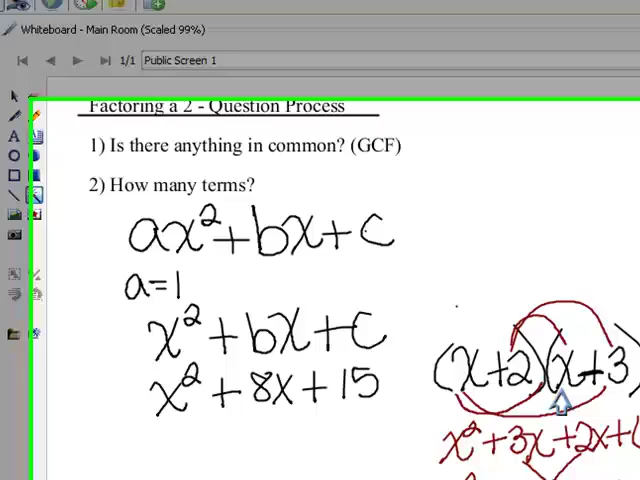 Whiteboard - Main Room (Scaled 99%)
1/1 Public Screen 1
Factoring a 2 - Question Process
1) Is there anything in common? (GCF)
2) How many terms?
ax² + bx + c
a = 1
x² + bx + c
x² + 8x + 15
(x + 2)(x + 3)
x² + 3x + 2x +